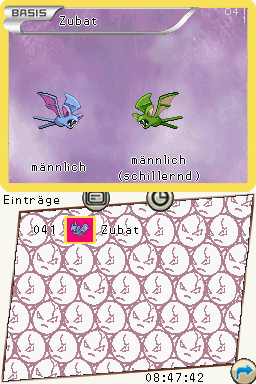 BASIS
Zubat
041
1
männlich
männlich
(schillernd)
Einträge
041 Zubat
08:47:42